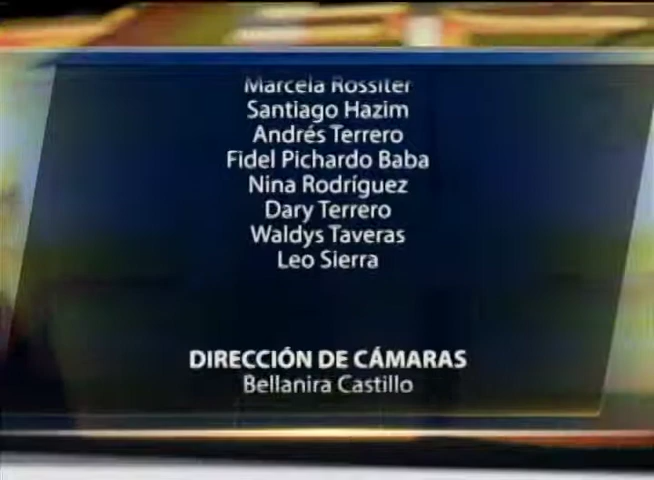 Marcela Rossiter
Santiago Hazim
Andrés Terrero
Fidel Pichardo Baba
Nina Rodríguez
Dary Terrero
Waldys Taveras
Leo Sierra
DIRECCIÓN DE CÁMARAS
Bellanira Castillo